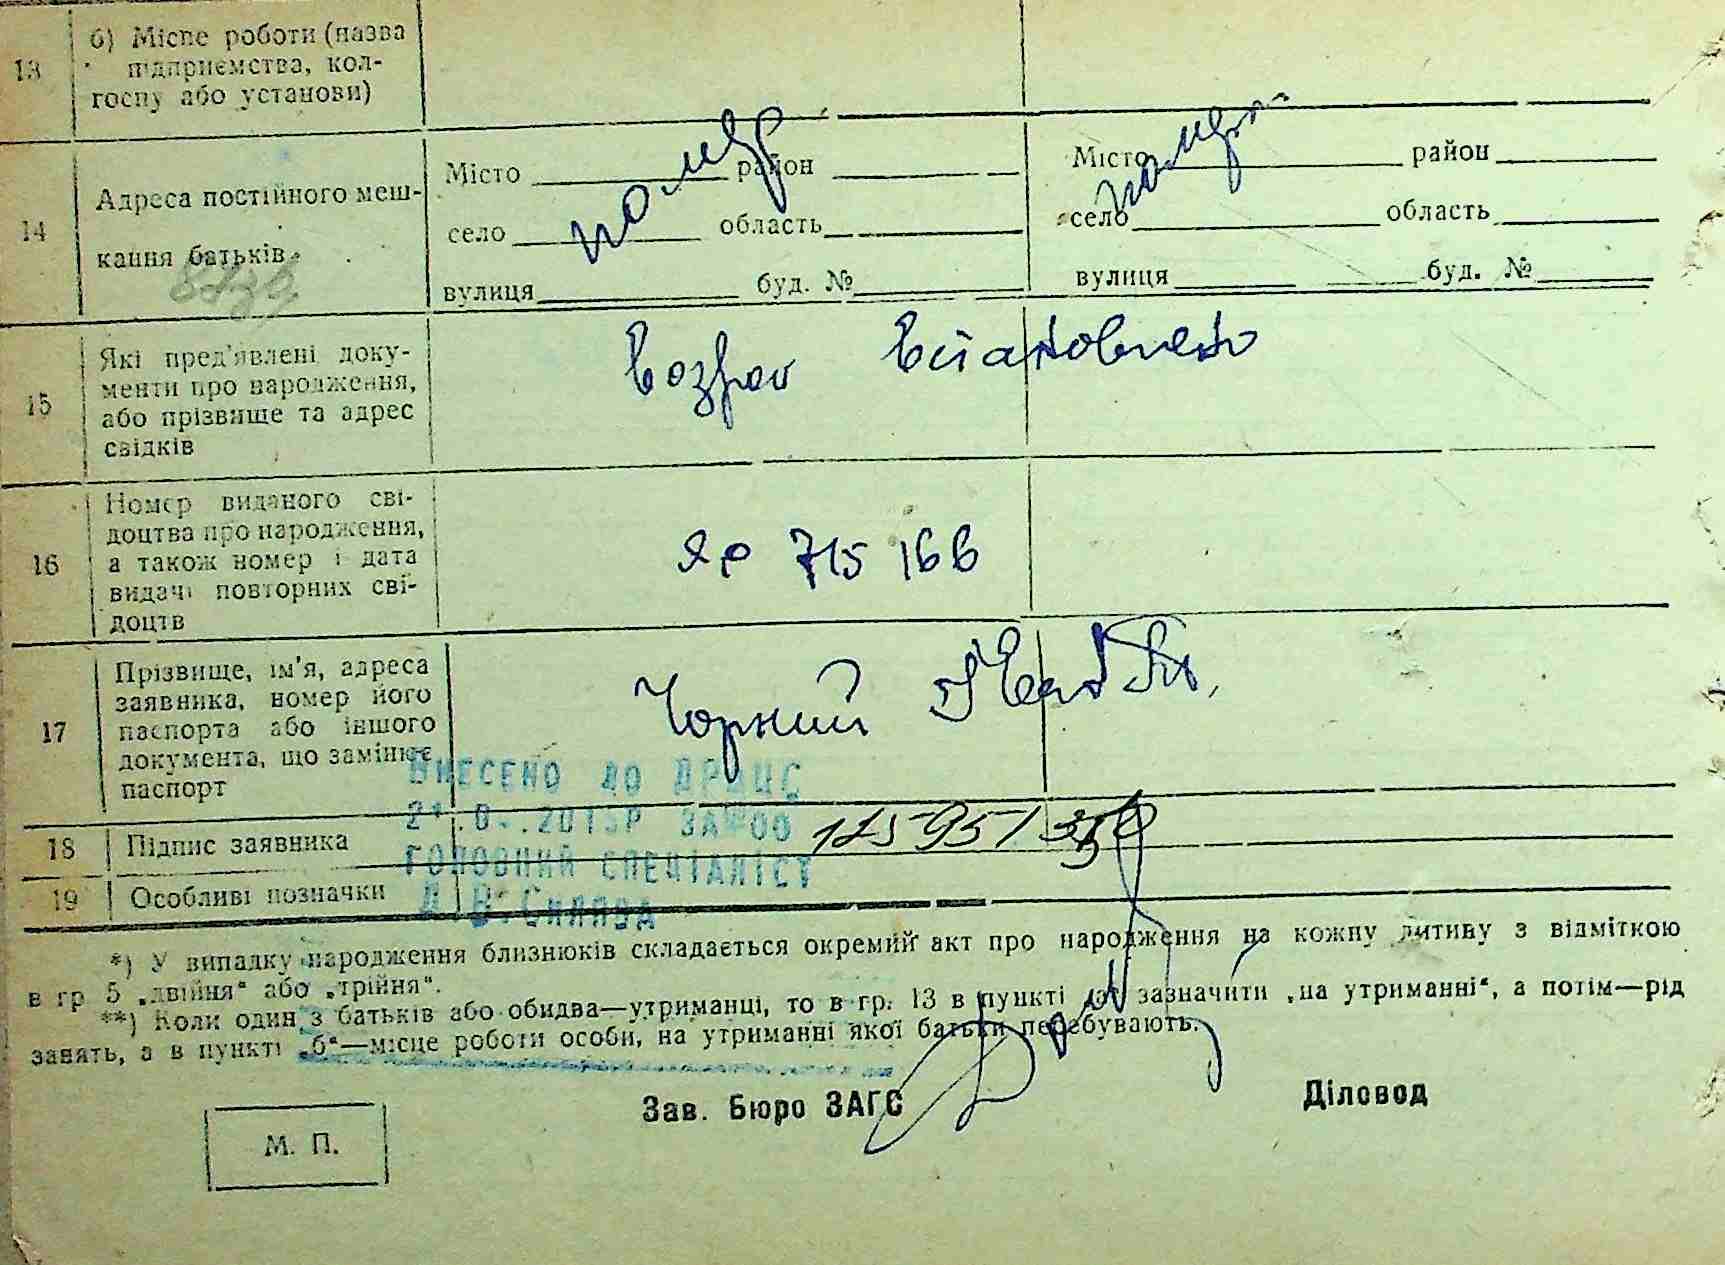 13
б) Місце роботи (назва
підприємства, кол-
госпу або установи)
14
Адреса постійного меш-
кання батьків
Місто район
село область
вулиця буд. №
помер
Місто район
село область
вулиця буд. №
15
Які пред'явлені доку-
менти про народження,
або прізвище та адрес
свідків
16
Номер виданого сві-
доцтва про народження,
а також номер і дата
видачі повторних сві-
доцтв
715 166
17
Прізвище, ім'я, адреса
заявника, номер його
паспорта або іншого
документа, що замінює
паспорт
Чорний
ВНЕСЕНО ДО ДРАЦС
18
Підпис заявника
ГОЛОВНИЙ СПЕЦІАЛІСТ
19
Особливі позначки
*) У випадку народження близнюків складається окремий акт про народження на кожну дитину з відміткою
в гр 5 „двійня“ або „трійня“.
**) Коли один з батьків або обидва—утриманці, то в гр. 13 в пункті зазначити „на утриманні“, а потім—рід
занять, а в пункті „б“—місце роботи особи, на утриманні якої батьки перебувають.
Зав. Бюро ЗАГС Діловод
М. П.